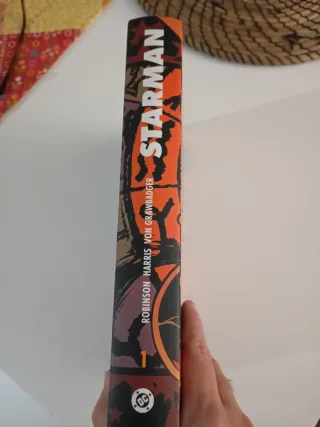 STARMAN
ROBINSON HARRIS VON GRAWBADGER
1
DC